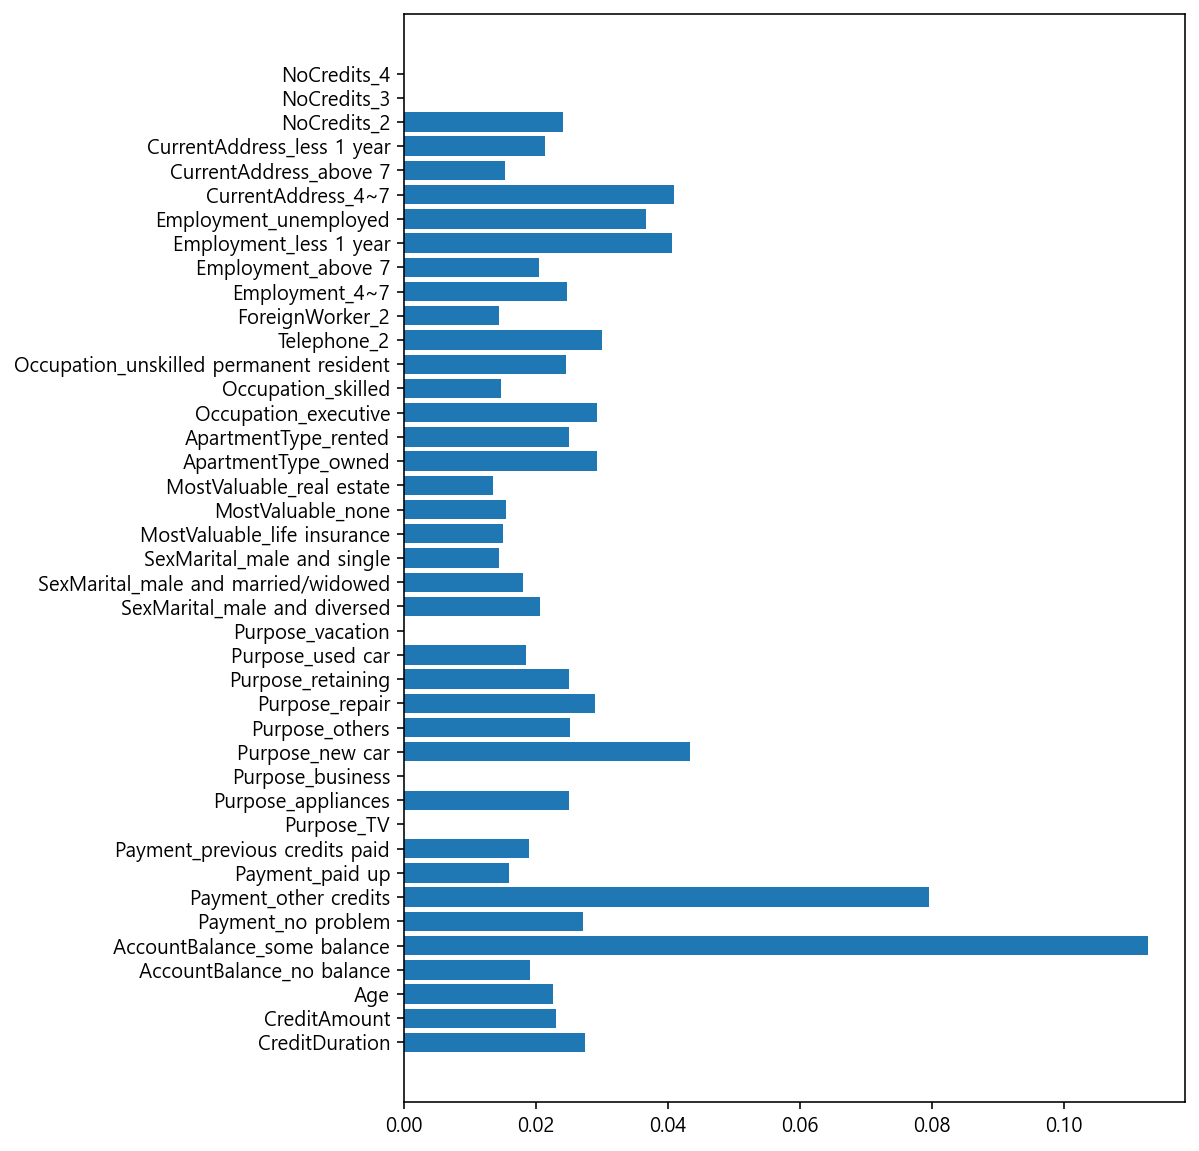 NoCredits_4
NoCredits_3
NoCredits_2
CurrentAddress_less 1 year
CurrentAddress_above 7
CurrentAddress_4~7
Employment_unemployed
Employment_less 1 year
Employment_above 7
Employment_4~7
ForeignWorker_2
Telephone_2
Occupation_unskilled permanent resident
Occupation_skilled
Occupation_executive
ApartmentType_rented
ApartmentType_owned
MostValuable_real estate
MostValuable_none
MostValuable_life insurance
SexMarital_male and single
SexMarital_male and married/widowed
SexMarital_male and diversed
Purpose_vacation
Purpose_used car
Purpose_retaining
Purpose_repair
Purpose_others
Purpose_new car
Purpose_business
Purpose_appliances
Purpose_TV
Payment_previous credits paid
Payment_paid up
Payment_other credits
Payment_no problem
AccountBalance_some balance
AccountBalance_no balance
Age
CreditAmount
CreditDuration
0.00 0.02 0.04 0.06 0.08 0.10